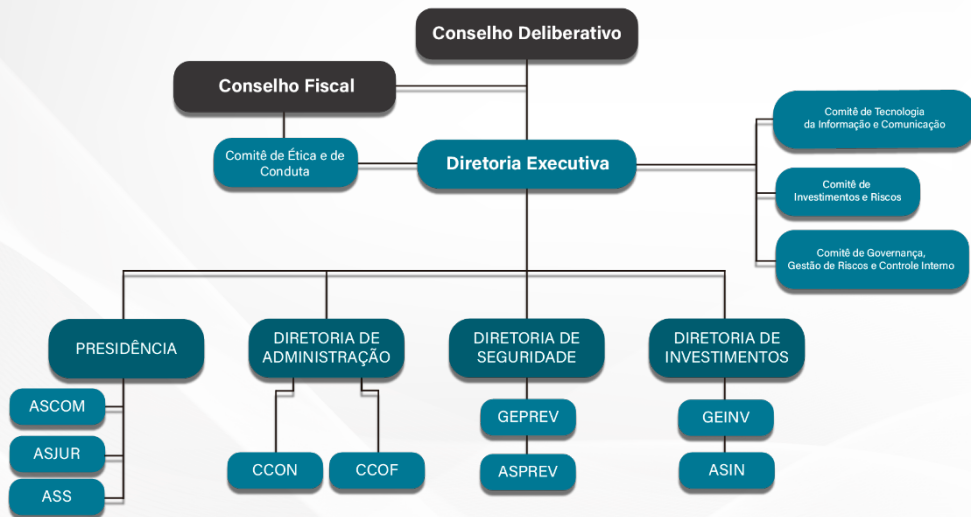 Conselho Deliberativo
Conselho Fiscal
Comitê de Tecnologia
da Informação e Comunicação
Comitê de Ética e de
Conduta
Diretoria Executiva
Comitê de
Investimentos e Riscos
Comitê de Governança,
Gestão de Riscos e Controle Interno
PRESIDÊNCIA
DIRETORIA DE
ADMINISTRAÇÃO
DIRETORIA DE
SEGURIDADE
DIRETORIA DE
INVESTIMENTOS
ASCOM
ASJUR
ASS
CCON
CCOF
GEPREV
ASPREV
GEINV
ASIN